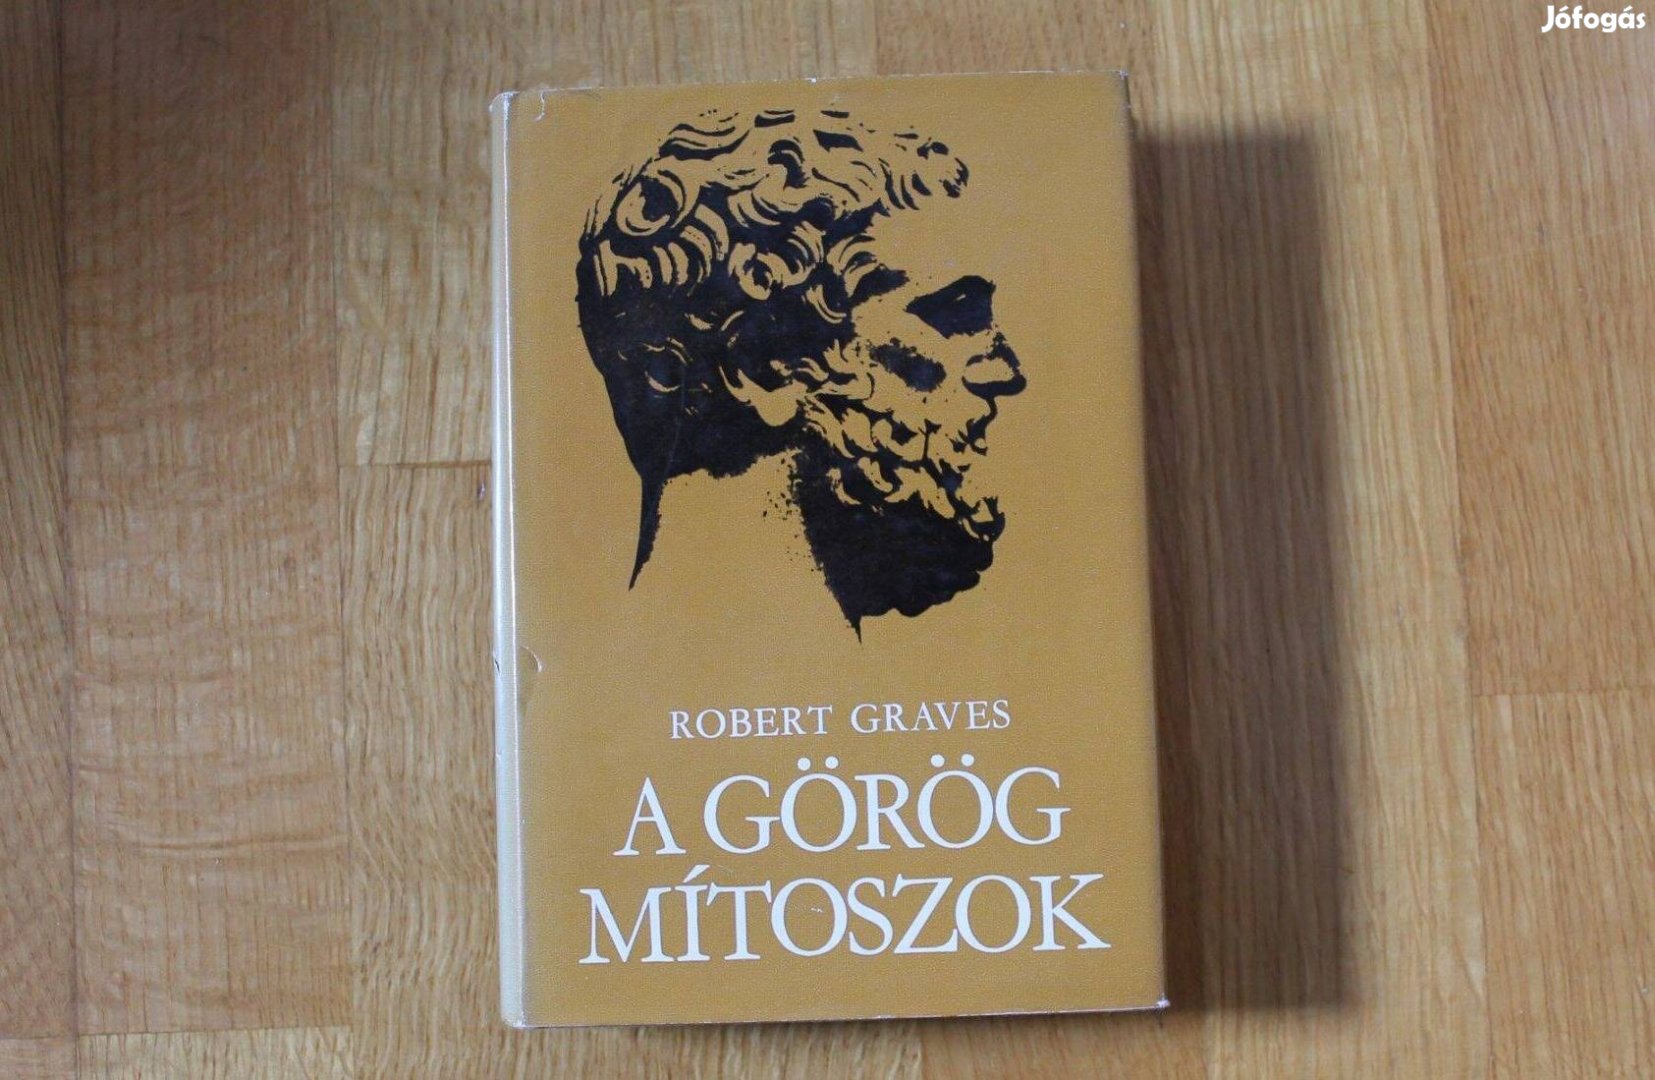 Jófogás
ROBERT GRAVES
A GÖRÖG
MÍTOSZOK